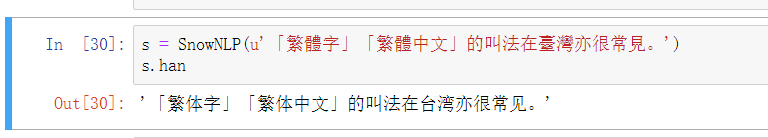 In [30]: s = SnowNLP(u'「繁體字」「繁體中文」的叫法在臺灣亦很常見。')
s.han
Out[30]: '「繁体字」「繁体中文」的叫法在台湾亦很常见。'